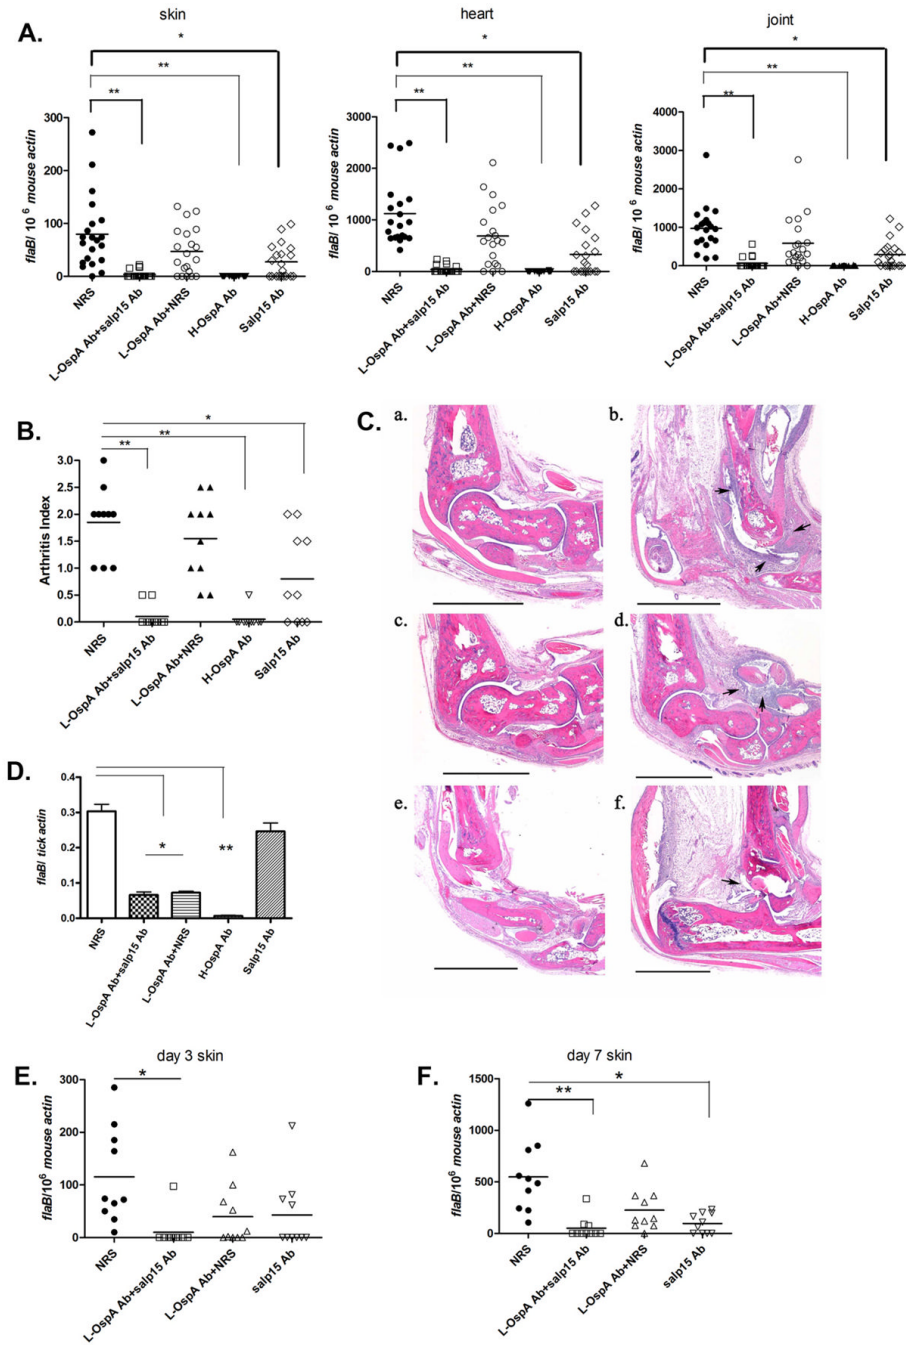 A.
skin
heart
joint
*
**
**
flaB/ 10 6 mouse actin
300
200
100
0
NRS
L-OspA Ab+salp15 Ab
L-OspA Ab+NRS
H-OspA Ab
Salp15 Ab
*
**
**
flaB/ 10 6 mouse actin
3000
2000
1000
0
NRS
L-OspA Ab+salp15 Ab
L-OspA Ab+NRS
H-OspA Ab
Salp15 Ab
*
**
**
flaB/ 10 6 mouse actin
4000
3000
2000
1000
0
NRS
L-OspA Ab+salp15 Ab
L-OspA Ab+NRS
H-OspA Ab
Salp15 Ab
B.
*
**
**
Arthritis Index
3.0
2.5
2.0
1.5
1.0
0.5
0.0
NRS
L-OspA Ab+salp15 Ab
L-OspA Ab+NRS
H-OspA Ab
Salp15 Ab
C.
a.
b.
c.
d.
e.
f.
D.
flaB/ tick actin
0.4
0.3
0.2
0.1
0.0
*
**
NRS
L-OspA Ab+salp15 Ab
L-OspA Ab+NRS
H-OspA Ab
Salp15 Ab
E.
day 3 skin
*
flaB/10 6 mouse actin
300
200
100
0
NRS
L-OspA Ab+salp15 Ab
L-OspA Ab+NRS
salp15 Ab
F.
day 7 skin
*
**
flaB/10 6 mouse actin
1500
1000
500
0
NRS
L-OspA Ab+salp15 Ab
L-OspA Ab+NRS
salp15 Ab